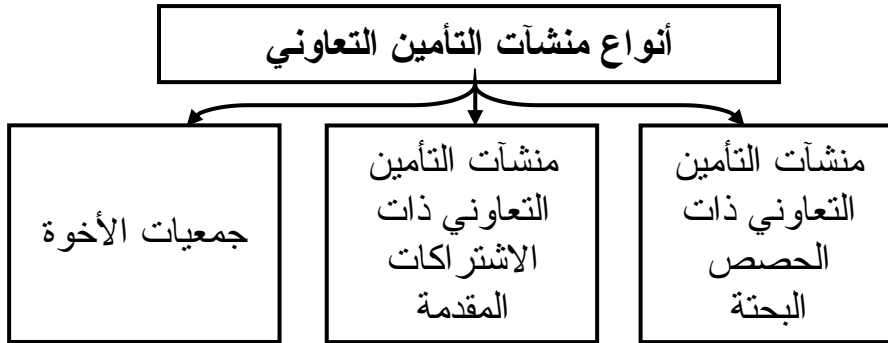 أنواع منشآت التأمين التعاوني
منشآت التأمين
التعاوني ذات
الحصص
البحتة
منشآت التأمين
التعاوني ذات
الاشتراكات
المقدمة
جمعيات الأخوة